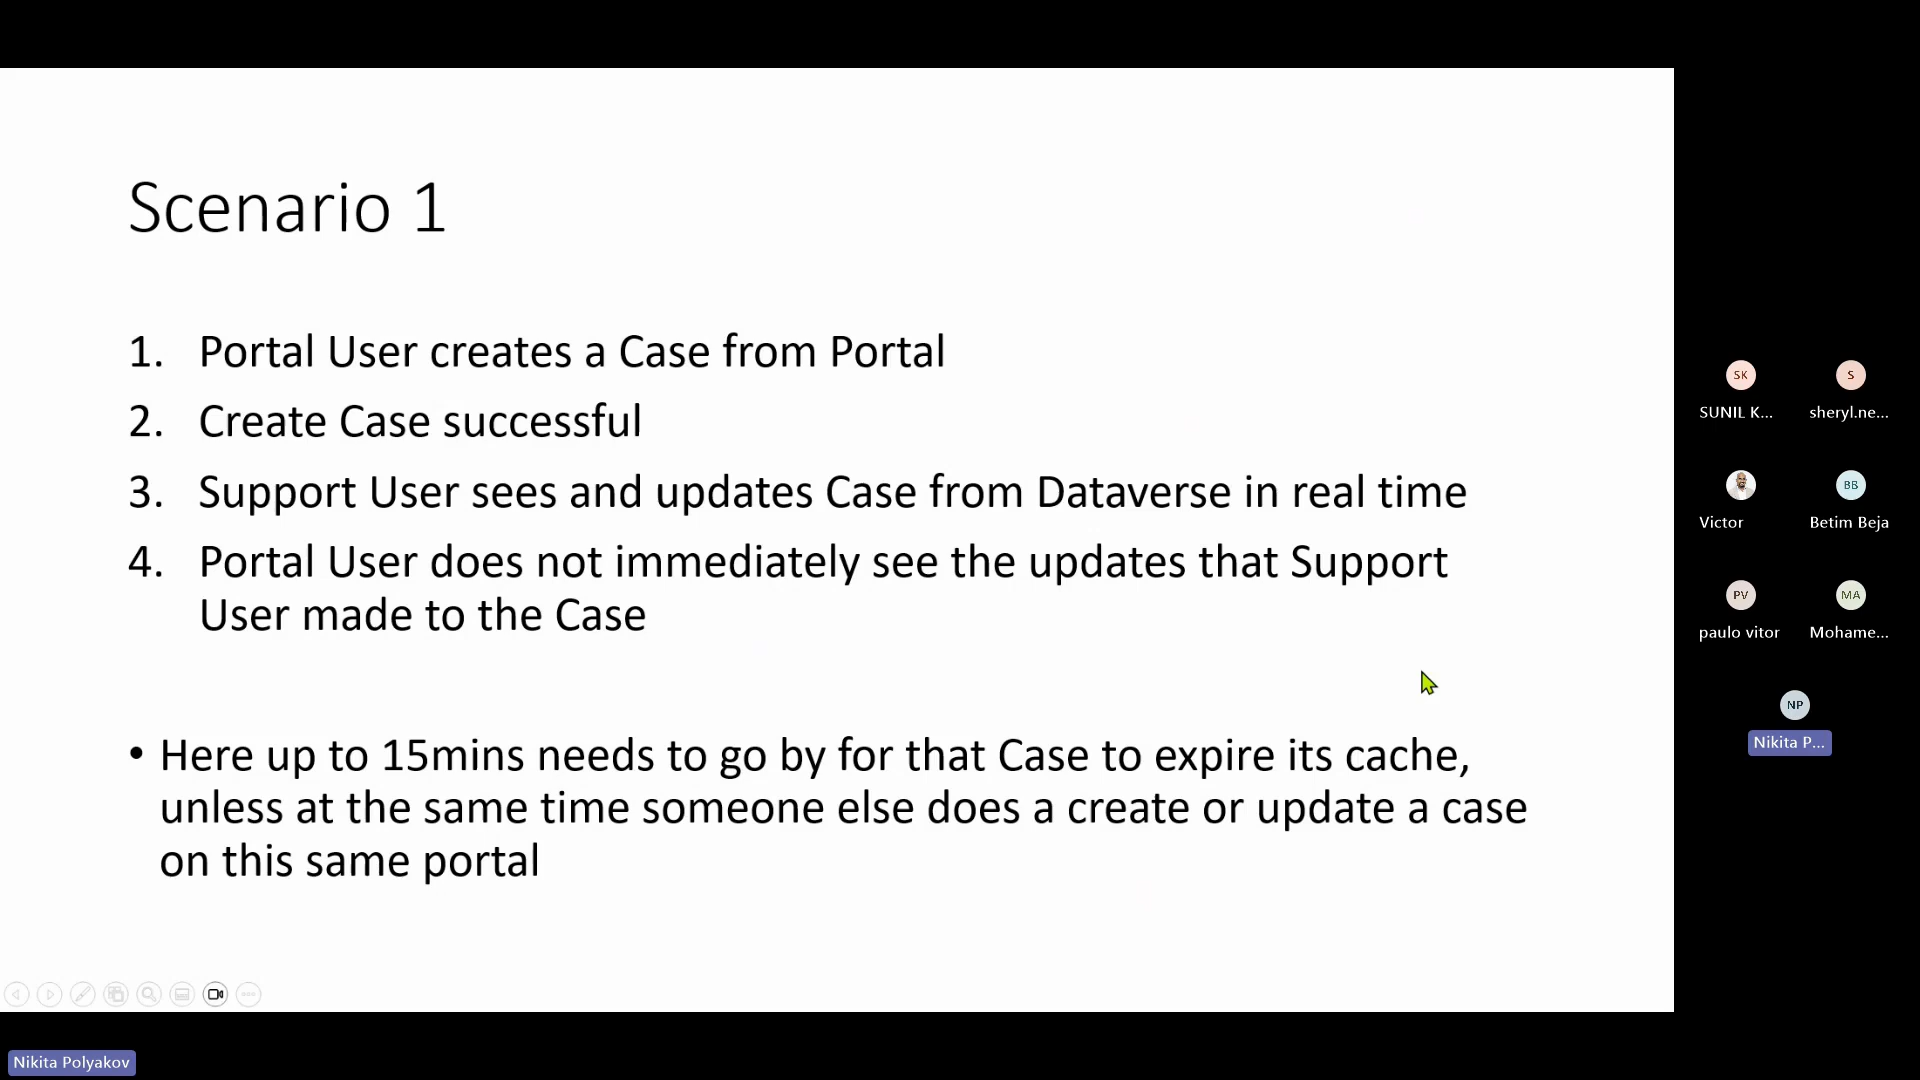 Scenario 1
1. Portal User creates a Case from Portal
2. Create Case successful
3. Support User sees and updates Case from Dataverse in real time
4. Portal User does not immediately see the updates that Support
User made to the Case
• Here up to 15mins needs to go by for that Case to expire its cache,
unless at the same time someone else does a create or update a case
on this same portal
SK
SUNIL K...
S
sheryl.ne...
Victor
BB
Betim Beja
PV
paulo vitor
MA
Mohame...
NP
Nikita P...
Nikita Polyakov